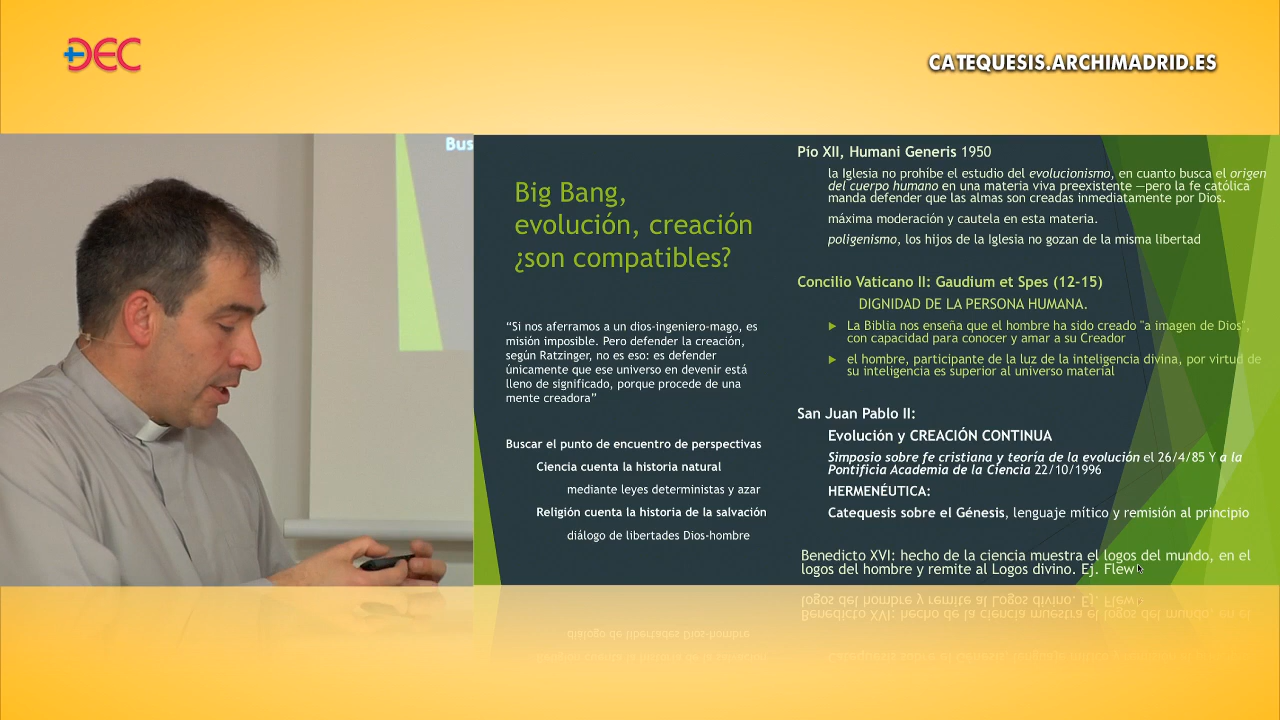 DEC
CATEQUESIS.ARCHIMADRID.ES
Bus
Big Bang,
evolución, creación
¿son compatibles?
“Si nos aferramos a un dios-ingeniero-mago, es
misión imposible. Pero defender la creación,
según Ratzinger, no es eso: es defender
únicamente que ese universo en devenir está
lleno de significado, porque procede de una
mente creadora”
Buscar el punto de encuentro de perspectivas
Ciencia cuenta la historia natural
mediante leyes deterministas y azar
Religión cuenta la historia de la salvación
diálogo de libertades Dios-hombre
Pío XII, Humani Generis 1950
la Iglesia no prohíbe el estudio del evolucionismo, en cuanto busca el origen
del cuerpo humano en una materia viva preexistente —pero la fe católica
manda defender que las almas son creadas inmediatamente por Dios.
máxima moderación y cautela en esta materia.
poligenismo, los hijos de la Iglesia no gozan de la misma libertad
Concilio Vaticano II: Gaudium et Spes (12-15)
DIGNIDAD DE LA PERSONA HUMANA.
La Biblia nos enseña que el hombre ha sido creado "a imagen de Dios",
con capacidad para conocer y amar a su Creador
el hombre, participante de la luz de la inteligencia divina, por virtud de
su inteligencia es superior al universo material
San Juan Pablo II:
Evolución y CREACIÓN CONTINUA
Simposio sobre fe cristiana y teoría de la evolución el 26/4/85 Y a la
Pontificia Academia de la Ciencia 22/10/1996
HERMENÉUTICA:
Catequesis sobre el Génesis, lenguaje mítico y remisión al principio
Benedicto XVI: hecho de la ciencia muestra el logos del mundo, en el
logos del hombre y remite al Logos divino. Ej. Flew